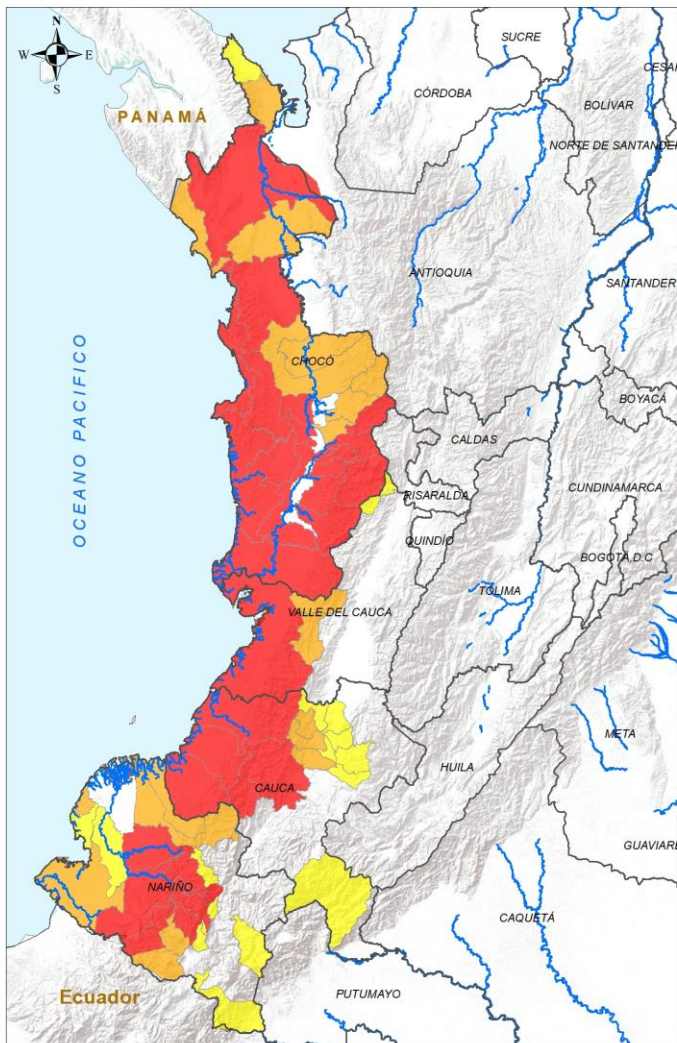 N
W E
S
SUCRE
CESAR
CÓRDOBA
BOLÍVAR
PANAMÁ
NORTE DE SANTANDER
ANTIOQUIA
SANTANDER
OCEANO PACIFICO
CHOCÓ
BOYACÁ
CALDAS
CUNDINAMARCA
RISARALDA
QUINDÍO
BOGOTÁ,D.C
TOLIMA
VALLE DEL CAUCA
META
HUILA
CAUCA
GUAVIARE
NARIÑO
CAQUETÁ
Ecuador
PUTUMAYO